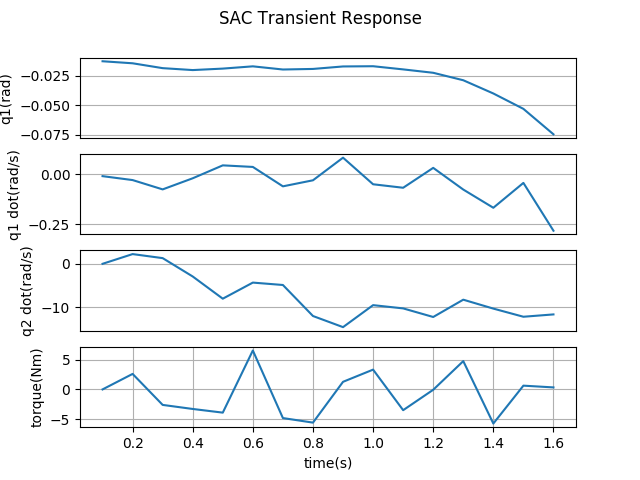 SAC Transient Response
q1(rad)
−0.025
−0.050
−0.075
q1 dot(rad/s)
0.00
−0.25
q2 dot(rad/s)
0
−10
torque(Nm)
5
0
−5
0.2 0.4 0.6 0.8 1.0 1.2 1.4 1.6
time(s)